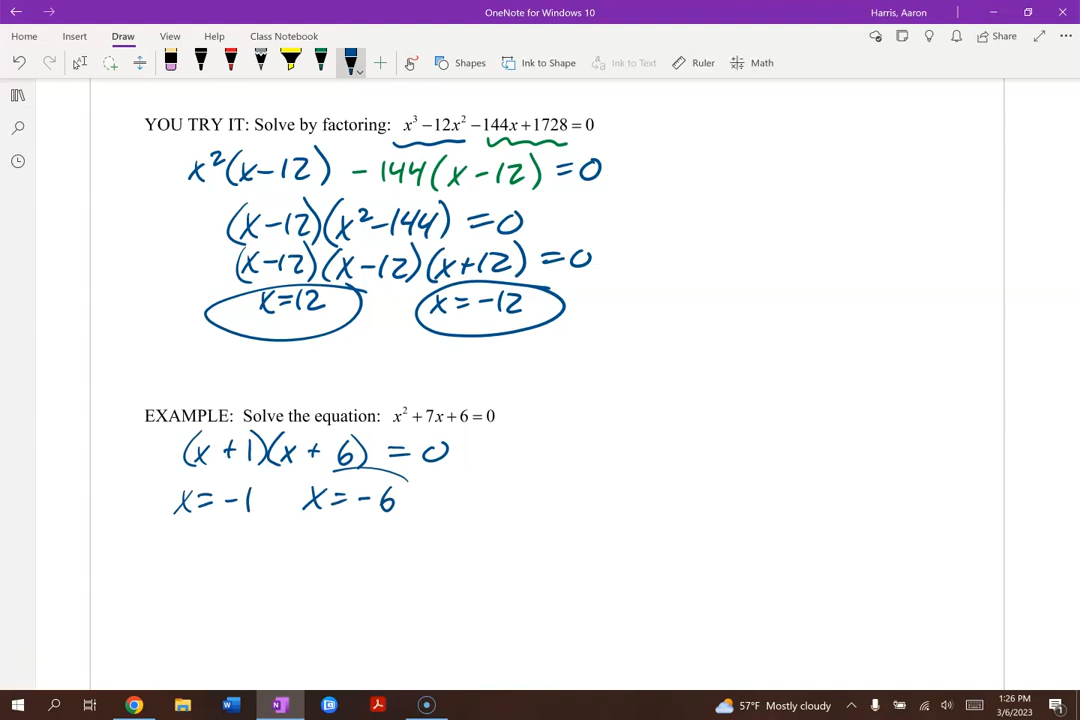 OneNote for Windows 10
Harris, Aaron
Home Insert Draw View Help Class Notebook
Share
Shapes Ink to Shape Ink to Text Ruler Math
YOU TRY IT: Solve by factoring: x³ − 12x² − 144x + 1728 = 0
x²(x−12) − 144(x − 12) = 0
(x−12)(x²−144) = 0
(x−12)(x−12)(x+12) = 0
x=12 x = −12
EXAMPLE: Solve the equation: x² + 7x + 6 = 0
(x + 1)(x + 6) = 0
x = −1 x = −6
57°F Mostly cloudy
1:26 PM
3/6/2023